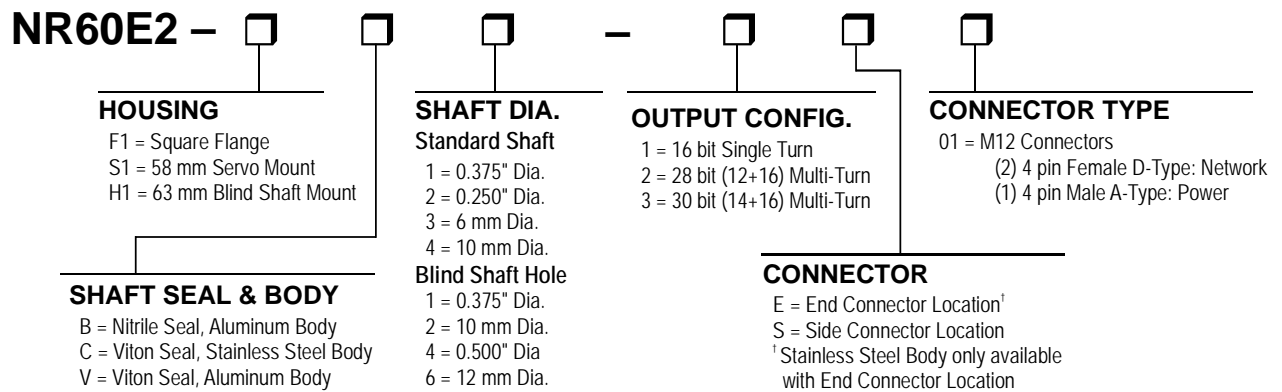 NR60E2 – –
HOUSING
F1 = Square Flange
S1 = 58 mm Servo Mount
H1 = 63 mm Blind Shaft Mount
SHAFT SEAL & BODY
B = Nitrile Seal, Aluminum Body
C = Viton Seal, Stainless Steel Body
V = Viton Seal, Aluminum Body
SHAFT DIA.
Standard Shaft
1 = 0.375" Dia.
2 = 0.250" Dia.
3 = 6 mm Dia.
4 = 10 mm Dia.
Blind Shaft Hole
1 = 0.375" Dia.
2 = 10 mm Dia.
4 = 0.500" Dia
6 = 12 mm Dia.
OUTPUT CONFIG.
1 = 16 bit Single Turn
2 = 28 bit (12+16) Multi-Turn
3 = 30 bit (14+16) Multi-Turn
CONNECTOR
E = End Connector Location†
S = Side Connector Location
† Stainless Steel Body only available
with End Connector Location
CONNECTOR TYPE
01 = M12 Connectors
(2) 4 pin Female D-Type: Network
(1) 4 pin Male A-Type: Power